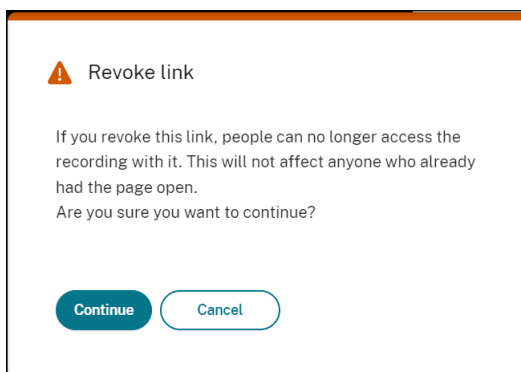 Revoke link
If you revoke this link, people can no longer access the
recording with it. This will not affect anyone who already
had the page open.
Are you sure you want to continue?
Continue Cancel